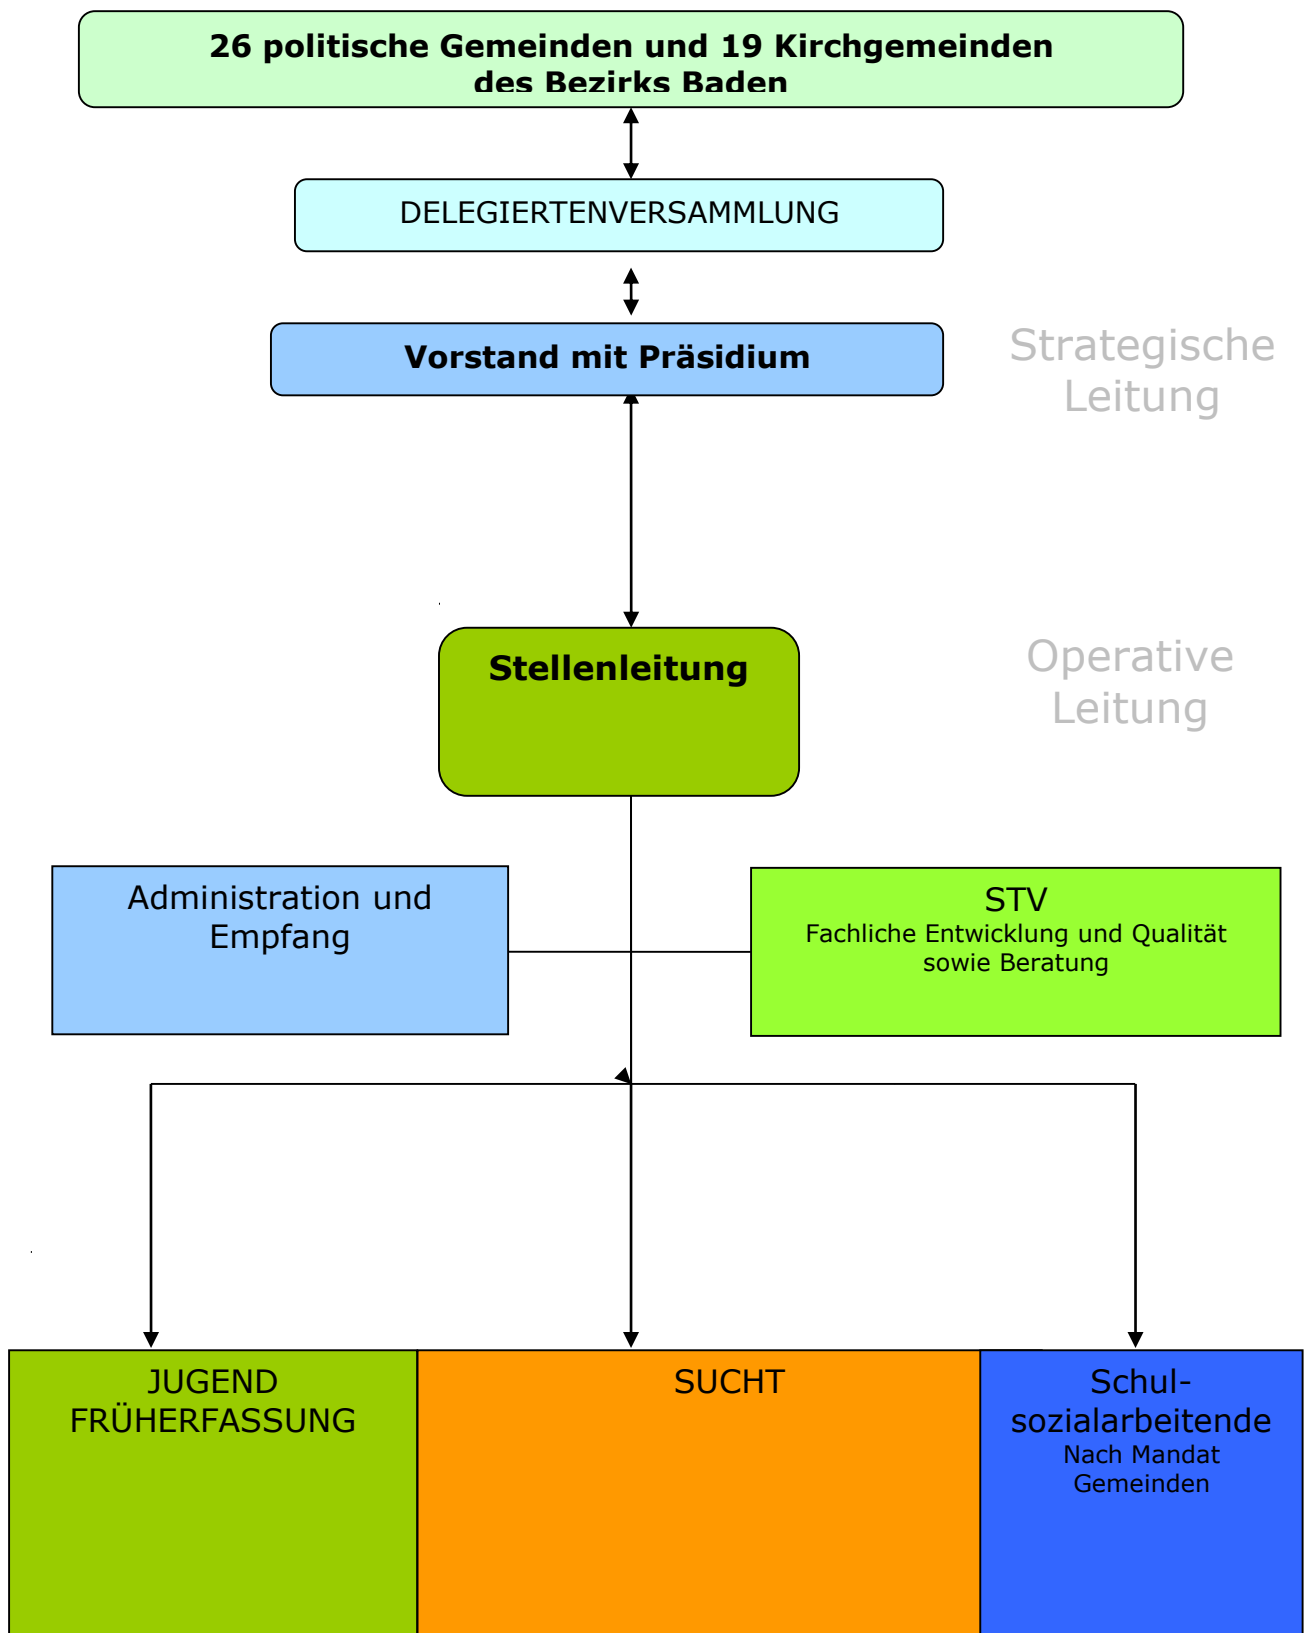 26 politische Gemeinden und 19 Kirchgemeinden
des Bezirks Baden
DELEGIERTENVERSAMMLUNG
Vorstand mit Präsidium
Strategische
Leitung
Stellenleitung
Operative
Leitung
Administration und
Empfang
STV
Fachliche Entwicklung und Qualität
sowie Beratung
JUGEND
FRÜHERFASSUNG
SUCHT
Schul-
sozialarbeitende
Nach Mandat
Gemeinden